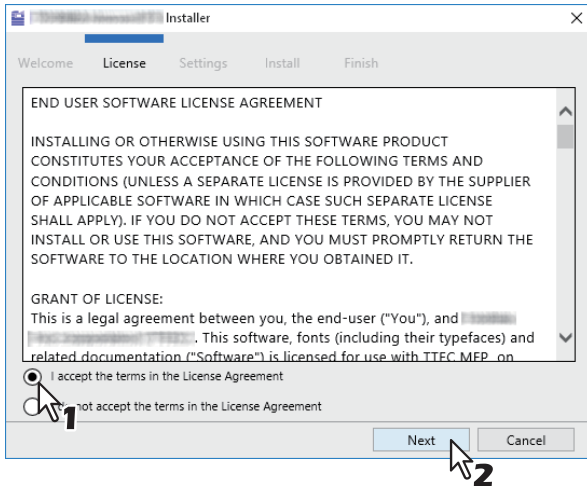 Installer
Welcome License Settings Install Finish
END USER SOFTWARE LICENSE AGREEMENT
INSTALLING OR OTHERWISE USING THIS SOFTWARE PRODUCT
CONSTITUTES YOUR ACCEPTANCE OF THE FOLLOWING TERMS AND
CONDITIONS (UNLESS A SEPARATE LICENSE IS PROVIDED BY THE SUPPLIER
OF APPLICABLE SOFTWARE IN WHICH CASE SUCH SEPARATE LICENSE
SHALL APPLY). IF YOU DO NOT ACCEPT THESE TERMS, YOU MAY NOT
INSTALL OR USE THIS SOFTWARE, AND YOU MUST PROMPTLY RETURN THE
SOFTWARE TO THE LOCATION WHERE YOU OBTAINED IT.
GRANT OF LICENSE:
This is a legal agreement between you, the end-user ("You"), and
. This software, fonts (including their typefaces) and
related documentation ("Software") is licensed for use with TTEC MFP on
I accept the terms in the License Agreement
not accept the terms in the License Agreement
1
Next Cancel
2